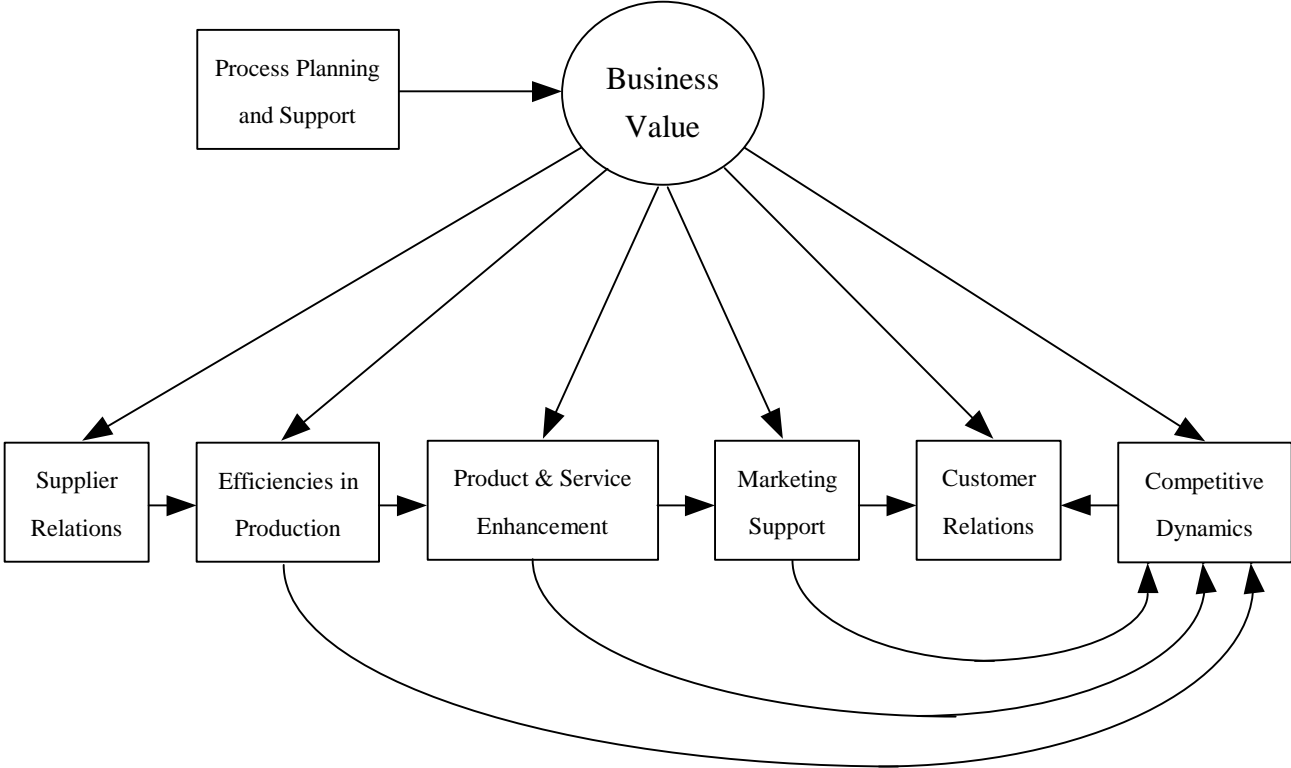 Process Planning
and Support
Business
Value
Supplier
Relations
Efficiencies in
Production
Product & Service
Enhancement
Marketing
Support
Customer
Relations
Competitive
Dynamics